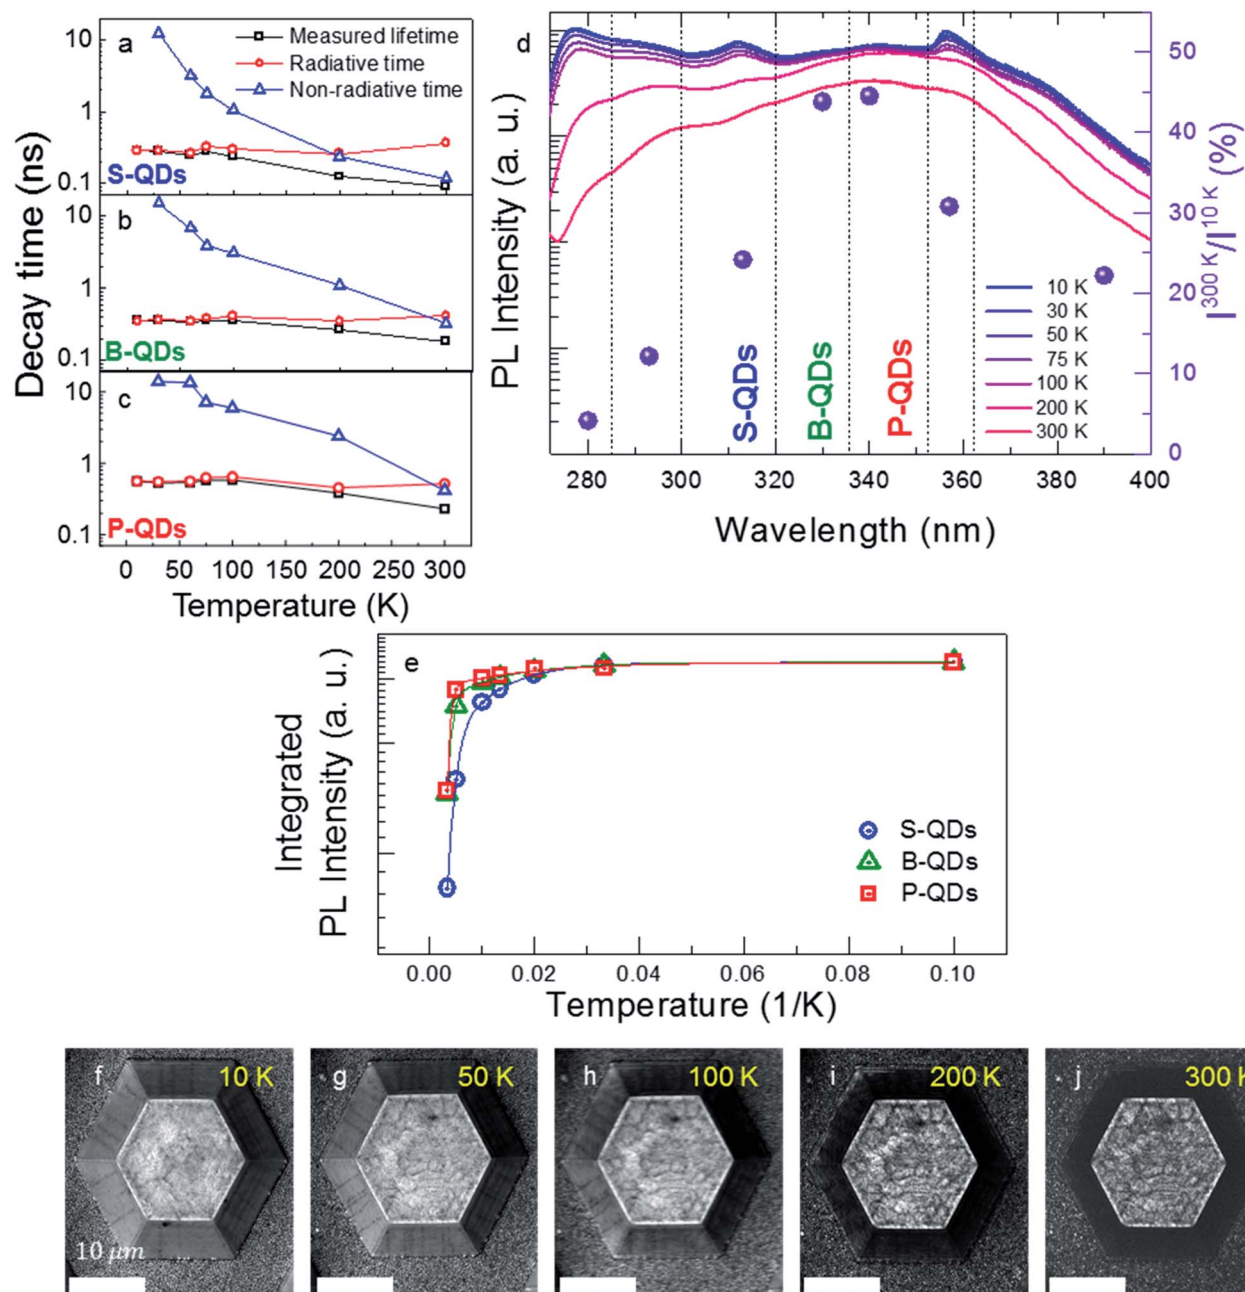 a
Measured lifetime
Radiative time
Non-radiative time
10
1
0.1
S-QDs
b
10
1
0.1
B-QDs
c
10
1
0.1
P-QDs
Decay time (ns)
0 50 100 150 200 250 300
Temperature (K)
d
PL Intensity (a. u.)
S-QDs
B-QDs
P-QDs
10 K
30 K
50 K
75 K
100 K
200 K
300 K
50
40
30
20
10
0
I^300 K/I^10 K (%)
280 300 320 340 360 380 400
Wavelength (nm)
e
Integrated
PL Intensity (a. u.)
S-QDs
B-QDs
P-QDs
0.00 0.02 0.04 0.06 0.08 0.10
Temperature (1/K)
f 10 K
10 μm
g 50 K
h 100 K
i 200 K
j 300 K